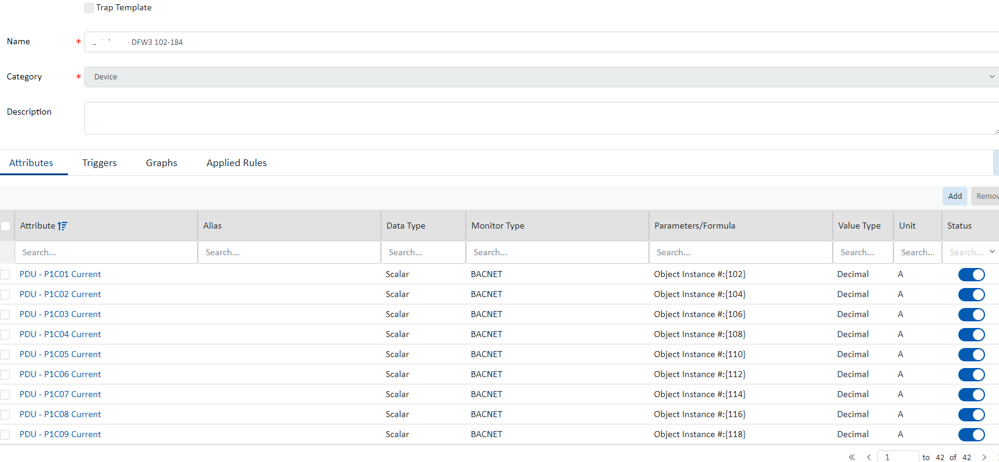 Trap Template
Name * DFW3 102-184
Category * Device
Description
Attributes Triggers Graphs Applied Rules
Add Remov
Attribute Alias Data Type Monitor Type Parameters/Formula Value Type Unit Status
Search... Search... Search... Search... Search... Search... Search... Search...
PDU - P1C01 Current Scalar BACNET Object Instance #:{102} Decimal A
PDU - P1C02 Current Scalar BACNET Object Instance #:{104} Decimal A
PDU - P1C03 Current Scalar BACNET Object Instance #:{106} Decimal A
PDU - P1C04 Current Scalar BACNET Object Instance #:{108} Decimal A
PDU - P1C05 Current Scalar BACNET Object Instance #:{110} Decimal A
PDU - P1C06 Current Scalar BACNET Object Instance #:{112} Decimal A
PDU - P1C07 Current Scalar BACNET Object Instance #:{114} Decimal A
PDU - P1C08 Current Scalar BACNET Object Instance #:{116} Decimal A
PDU - P1C09 Current Scalar BACNET Object Instance #:{118} Decimal A
« ‹ 1 to 42 of 42 ›